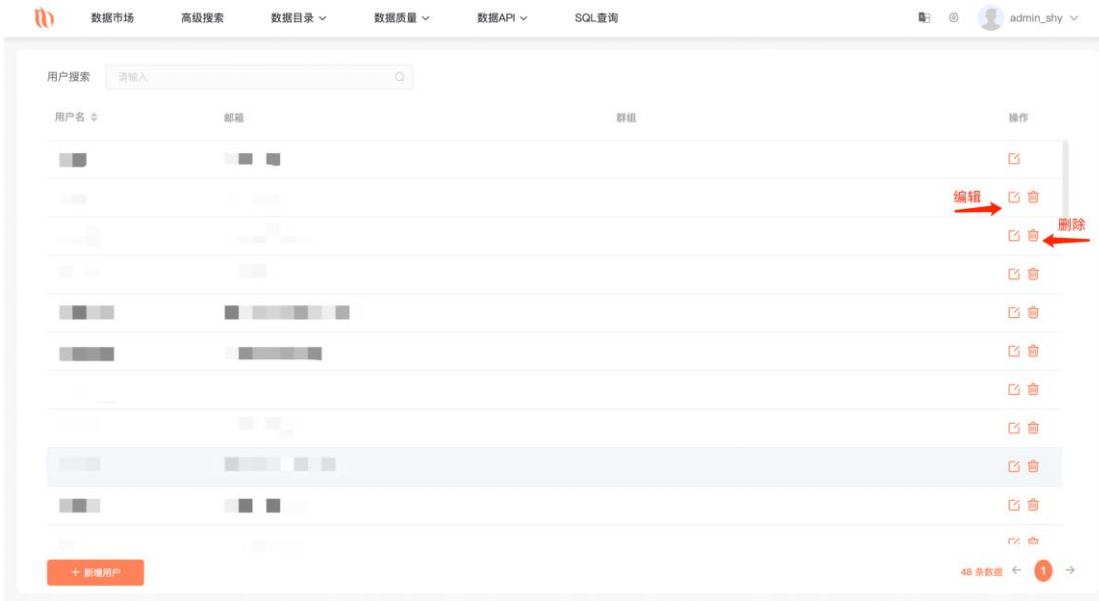 数据市场 高级搜索 数据目录 数据质量 数据API SQL查询 admin_shy
用户搜索 请输入
用户名 邮箱 群组 操作
编辑
删除
+ 新增用户 48 条数据 ← 1 →